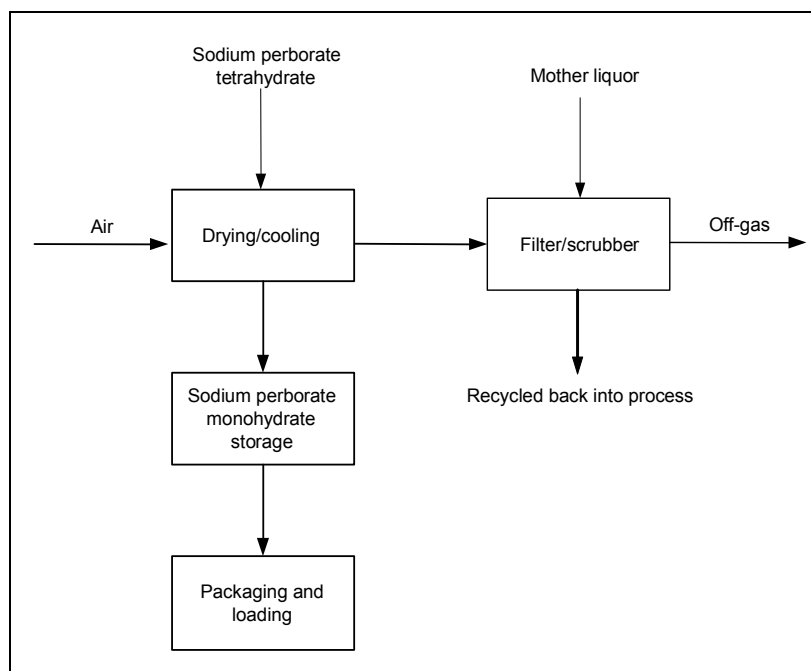 Sodium perborate
tetrahydrate
Mother liquor
Air
Drying/cooling
Filter/scrubber
Off-gas
Sodium perborate
monohydrate
storage
Recycled back into process
Packaging and
loading